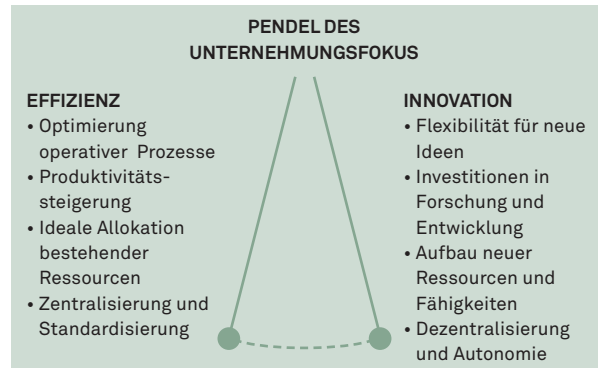 PENDEL DES
UNTERNEHMUNGSFOKUS
EFFIZIENZ
• Optimierung
operativer Prozesse
• Produktivitäts-
steigerung
• Ideale Allokation
bestehender
Ressourcen
• Zentralisierung und
Standardisierung
INNOVATION
• Flexibilität für neue
Ideen
• Investitionen in
Forschung und
Entwicklung
• Aufbau neuer
Ressourcen und
Fähigkeiten
• Dezentralisierung
und Autonomie